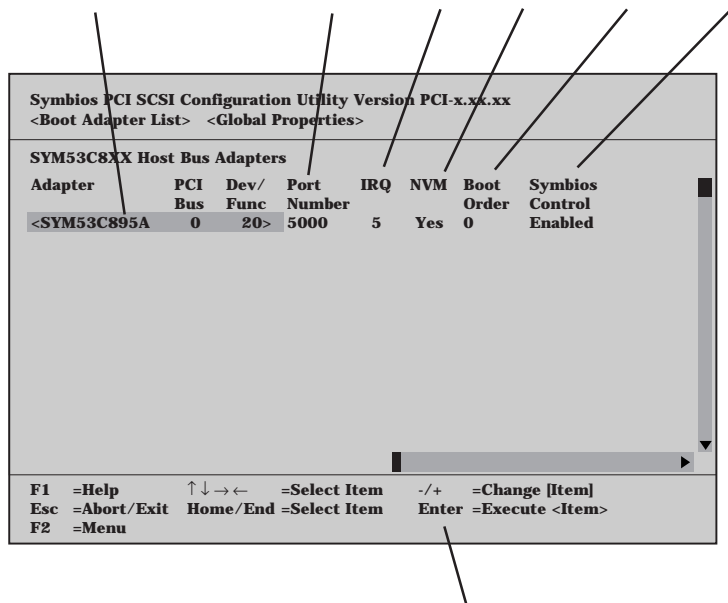 Symbios PCI SCSI Configuration Utility Version PCI-x.xx.xx
<Boot Adapter List> <Global Properties>
SYM53C8XX Host Bus Adapters
Adapter PCI Dev/ Port IRQ NVM Boot Symbios
Bus Func Number Order Control
<SYM53C895A 0 20> 5000 5 Yes 0 Enabled
F1 =Help ↑↓→← =Select Item -/+ =Change [Item]
Esc =Abort/Exit Home/End =Select Item Enter =Execute <Item>
F2 =Menu